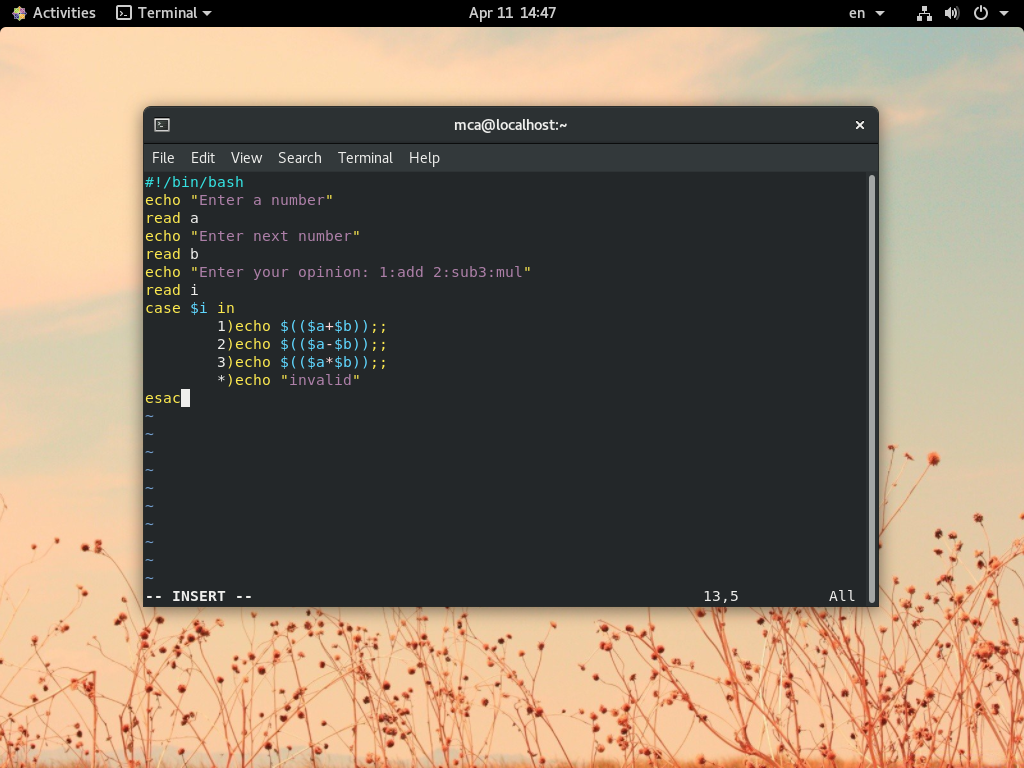 Activities Terminal Apr 11 14:47 en
mca@localhost:~
File Edit View Search Terminal Help
#!/bin/bash
echo "Enter a number"
read a
echo "Enter next number"
read b
echo "Enter your opinion: 1:add 2:sub3:mul"
read i
case $i in
        1)echo $(($a+$b));;
        2)echo $(($a-$b));;
        3)echo $(($a*$b));;
        *)echo "invalid"
esac
~
~
~
~
~
~
~
~
~
~
-- INSERT -- 13,5 All